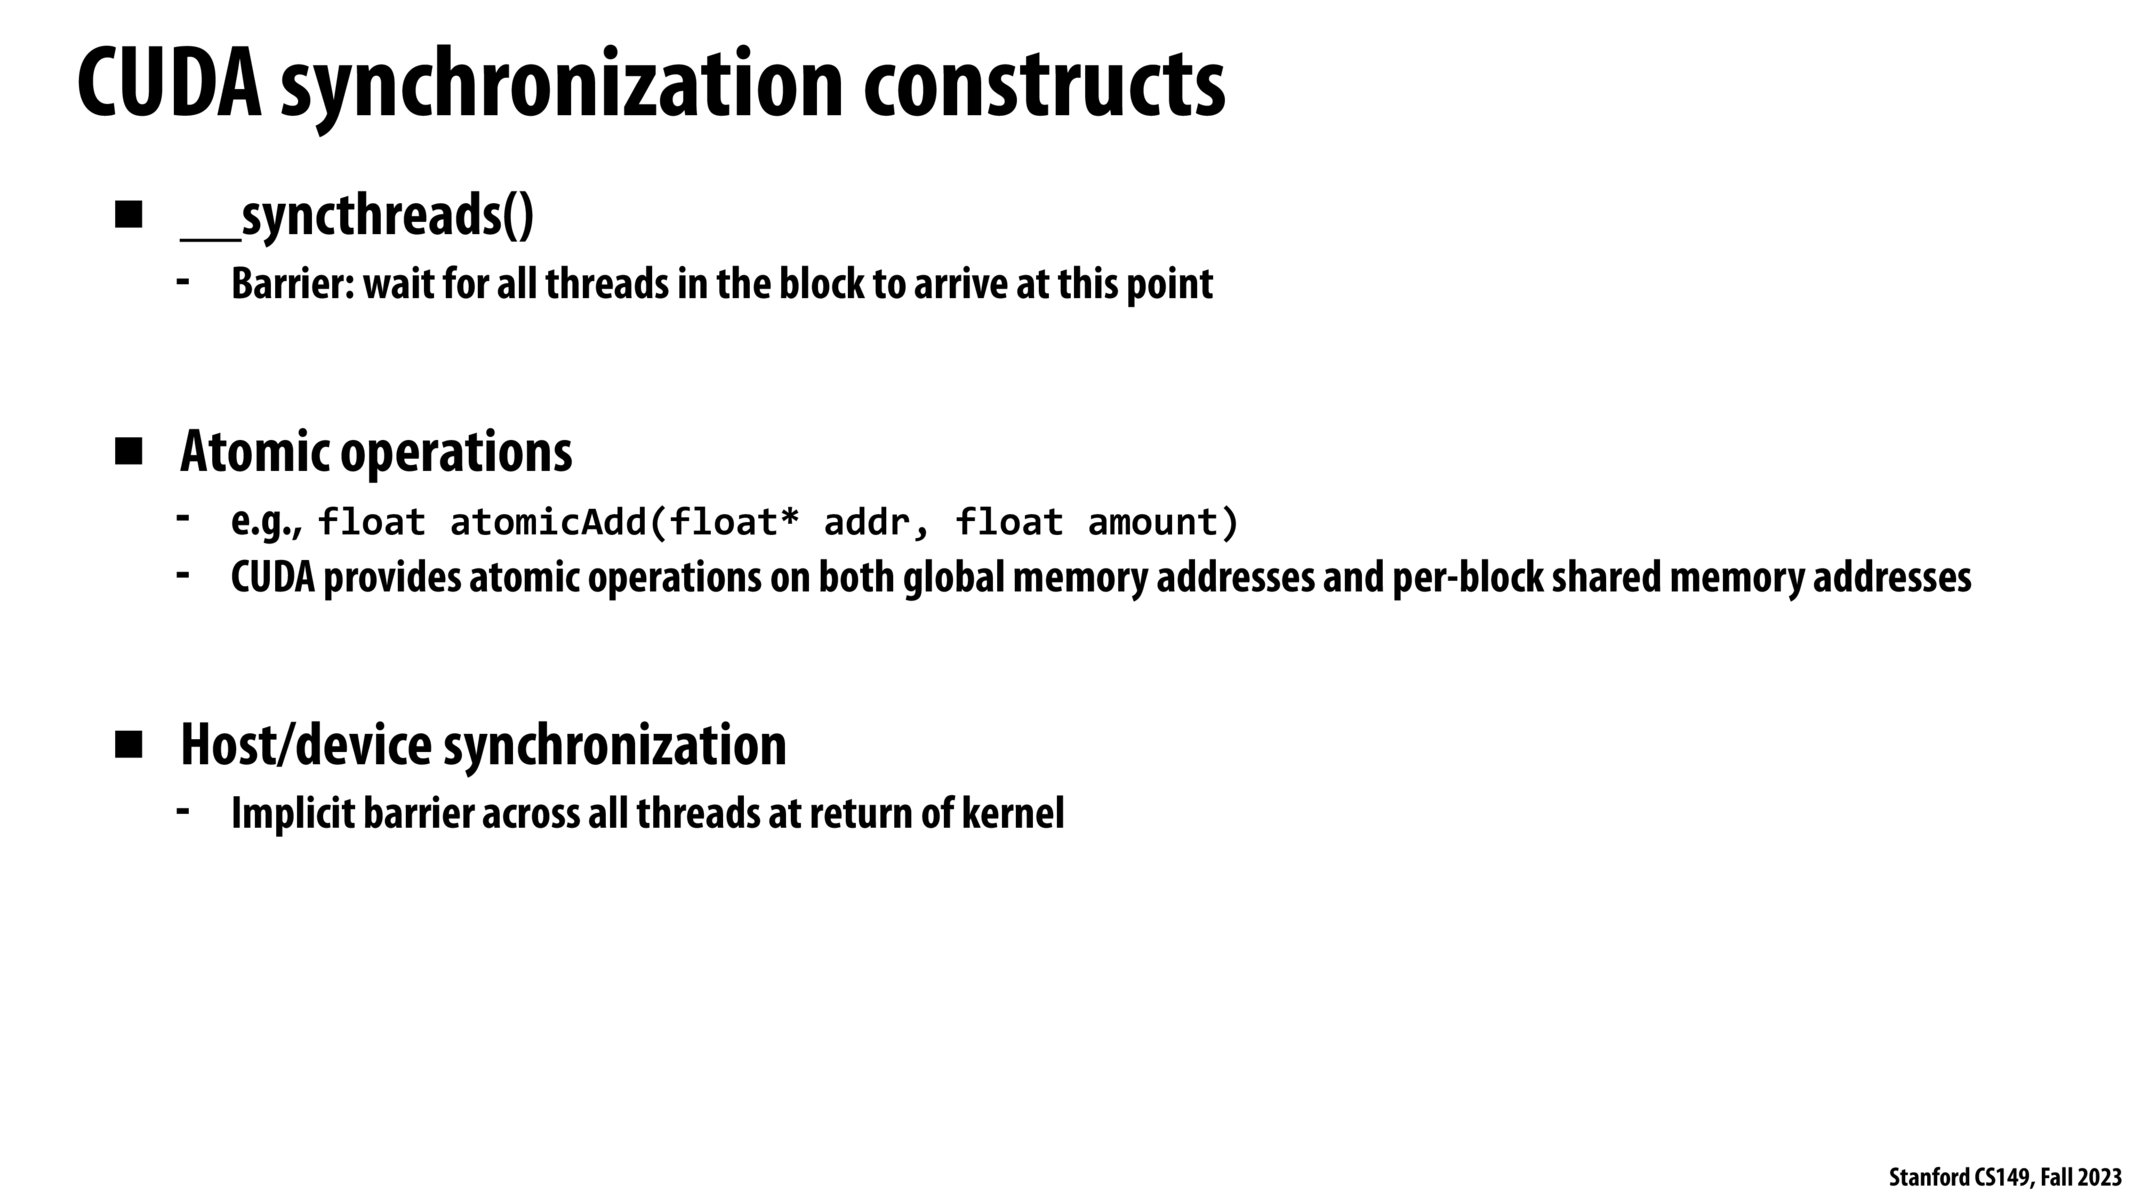 CUDA synchronization constructs
■ __syncthreads()
- Barrier: wait for all threads in the block to arrive at this point
■ Atomic operations
- e.g., float atomicAdd(float* addr, float amount)
- CUDA provides atomic operations on both global memory addresses and per-block shared memory addresses
■ Host/device synchronization
- Implicit barrier across all threads at return of kernel
Stanford CS149, Fall 2023